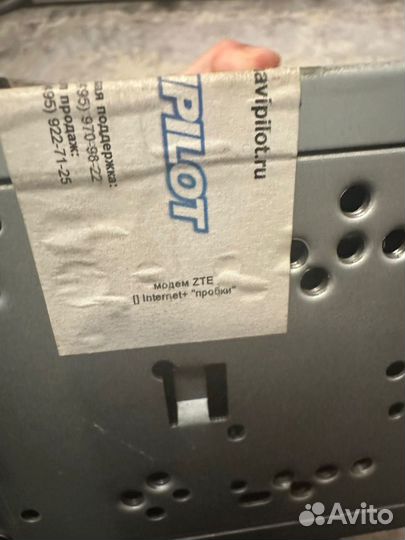 PILOT
avipilot.ru
ая поддержка:
95) 970-98-22
л продаж:
95) 922-71-25
модем ZTE
[] Internet+ "пробки"
Avito